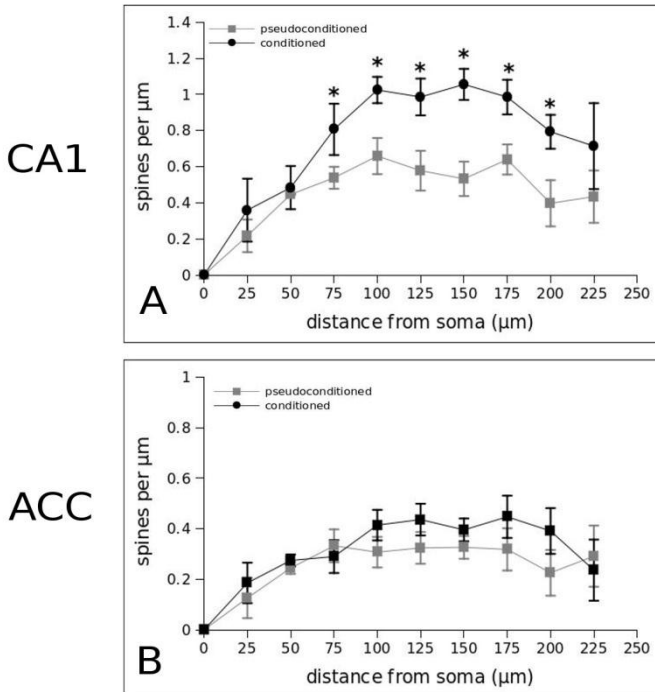 CA1
1.4
1.2
1
0.8
0.6
0.4
0.2
0
spines per μm
pseudoconditioned
conditioned
* * * * * *
0 25 50 75 100 125 150 175 200 225 250
distance from soma (μm)
A
ACC
1
0.8
0.6
0.4
0.2
0
spines per μm
pseudoconditioned
conditioned
0 25 50 75 100 125 150 175 200 225 250
distance from soma (μm)
B